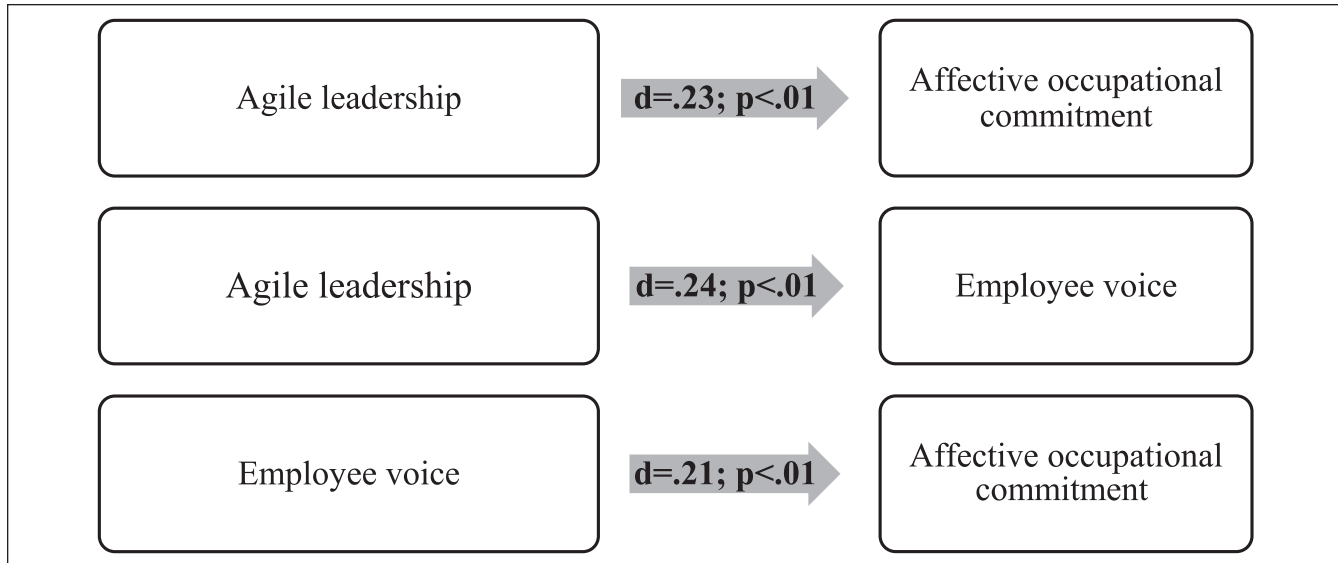 Agile leadership
d=.23; p<.01
Affective occupational
commitment
Agile leadership
d=.24; p<.01
Employee voice
Employee voice
d=.21; p<.01
Affective occupational
commitment